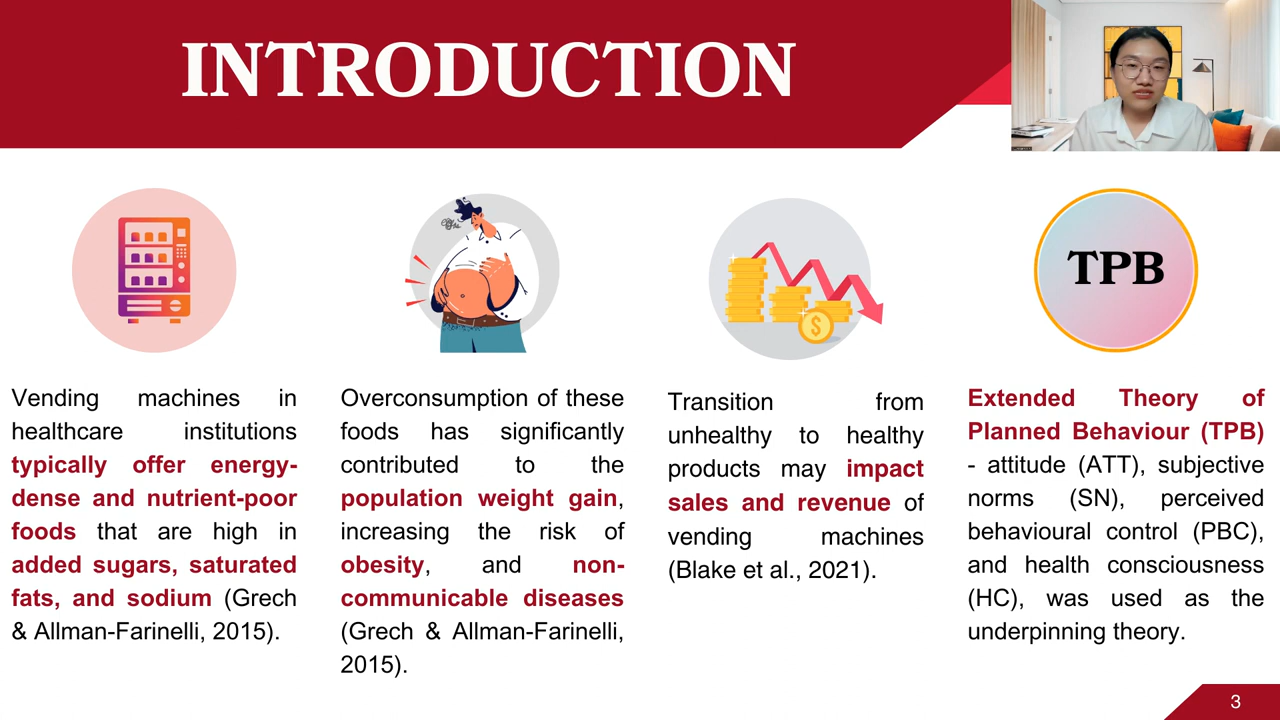 INTRODUCTION
TPB
Vending machines in
healthcare institutions
typically offer energy-
dense and nutrient-poor
foods that are high in
added sugars, saturated
fats, and sodium (Grech
& Allman-Farinelli, 2015).
Overconsumption of these
foods has significantly
contributed to the
population weight gain,
increasing the risk of
obesity, and non-
communicable diseases
(Grech & Allman-Farinelli,
2015).
Transition from
unhealthy to healthy
products may impact
sales and revenue of
vending machines
(Blake et al., 2021).
Extended Theory of
Planned Behaviour (TPB)
- attitude (ATT), subjective
norms (SN), perceived
behavioural control (PBC),
and health consciousness
(HC), was used as the
underpinning theory.
3